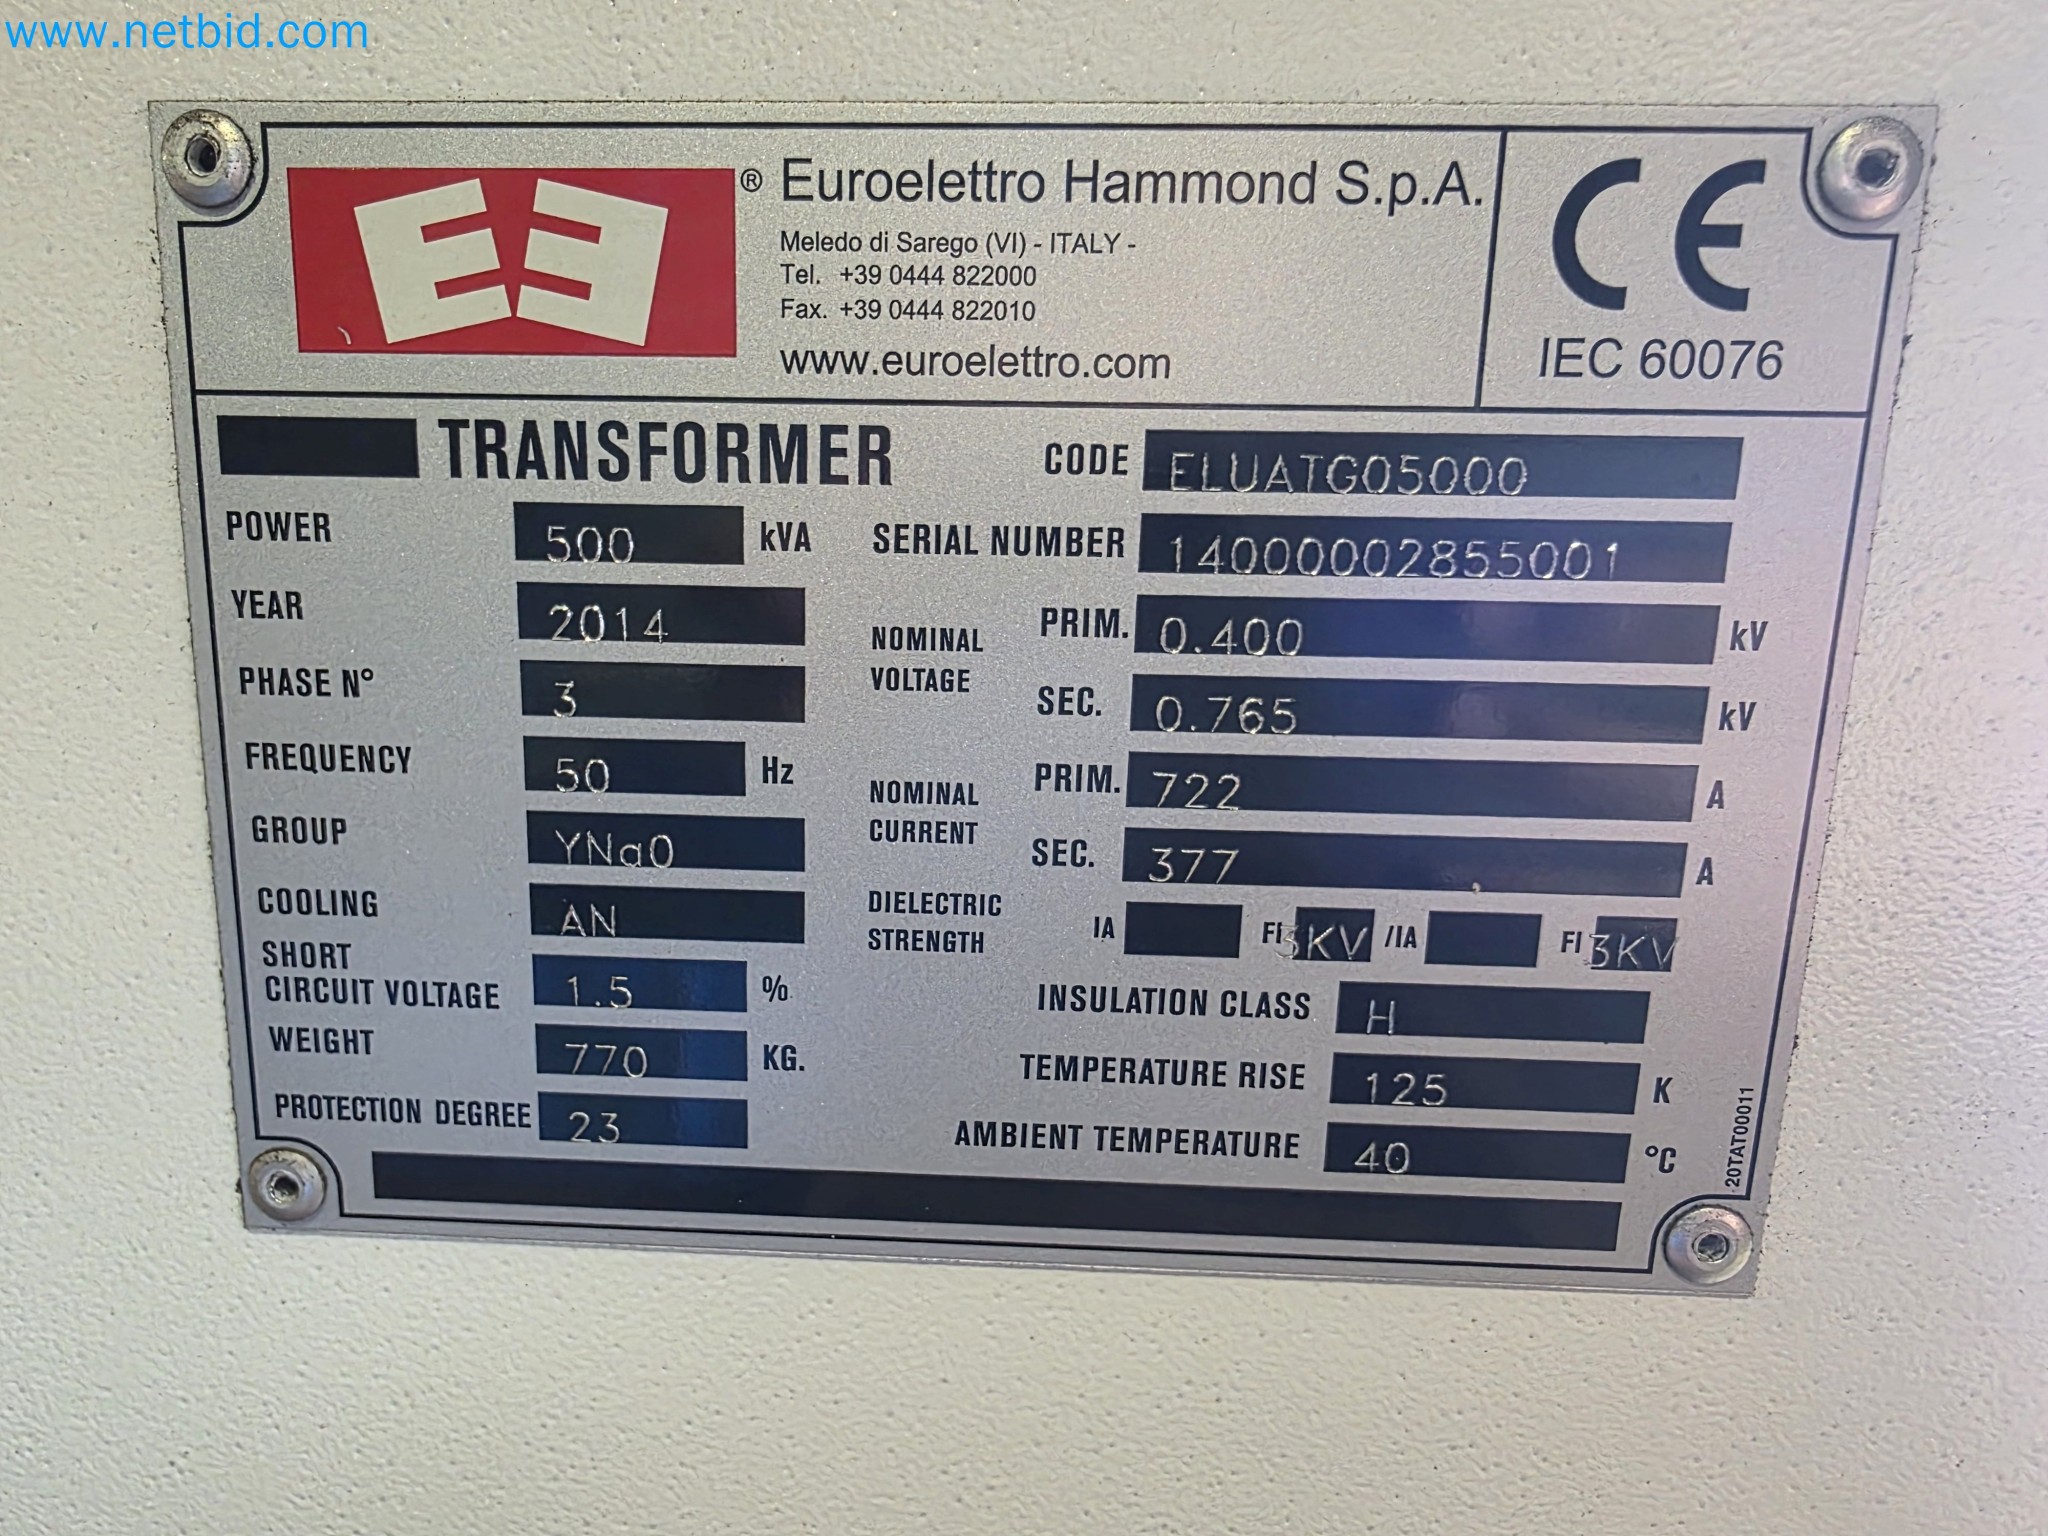 www.netbid.com
® Euroelettro Hammond S.p.A.
Meledo di Sarego (VI) - ITALY -
Tel. +39 0444 822000
Fax. +39 0444 822010
www.euroelettro.com
CE
IEC 60076
TRANSFORMER
POWER 500 kVA
YEAR 2014
PHASE N° 3
FREQUENCY 50 Hz
GROUP YNa0
COOLING AN
SHORT
CIRCUIT VOLTAGE 1.5 %
WEIGHT 770 KG.
PROTECTION DEGREE 23
CODE ELUATG05000
SERIAL NUMBER 14000002855001
NOMINAL VOLTAGE PRIM. 0.400 kV
SEC. 0.765 kV
NOMINAL CURRENT PRIM. 722 A
SEC. 377 A
DIELECTRIC STRENGTH IA FI 3KV /IA FI 3KV
INSULATION CLASS H
TEMPERATURE RISE 125 K
AMBIENT TEMPERATURE 40 °C
20TAT00011